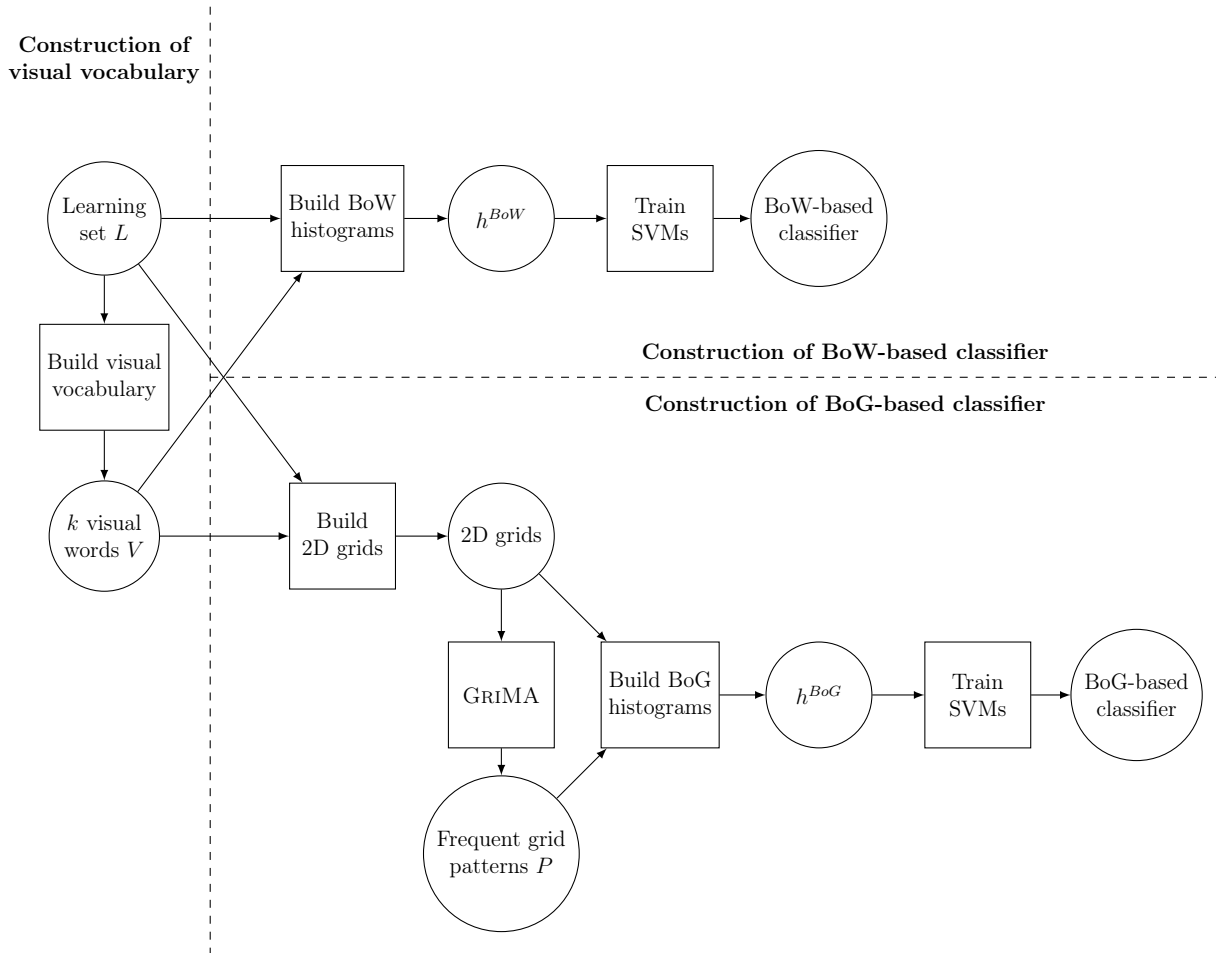 Construction of
visual vocabulary
Learning
set L
Build BoW
histograms
h^{BoW}
Train
SVMs
BoW-based
classifier
Build visual
vocabulary
Construction of BoW-based classifier
Construction of BoG-based classifier
k visual
words V
Build
2D grids
2D grids
GRIMA
Build BoG
histograms
h^{BoG}
Train
SVMs
BoG-based
classifier
Frequent grid
patterns P